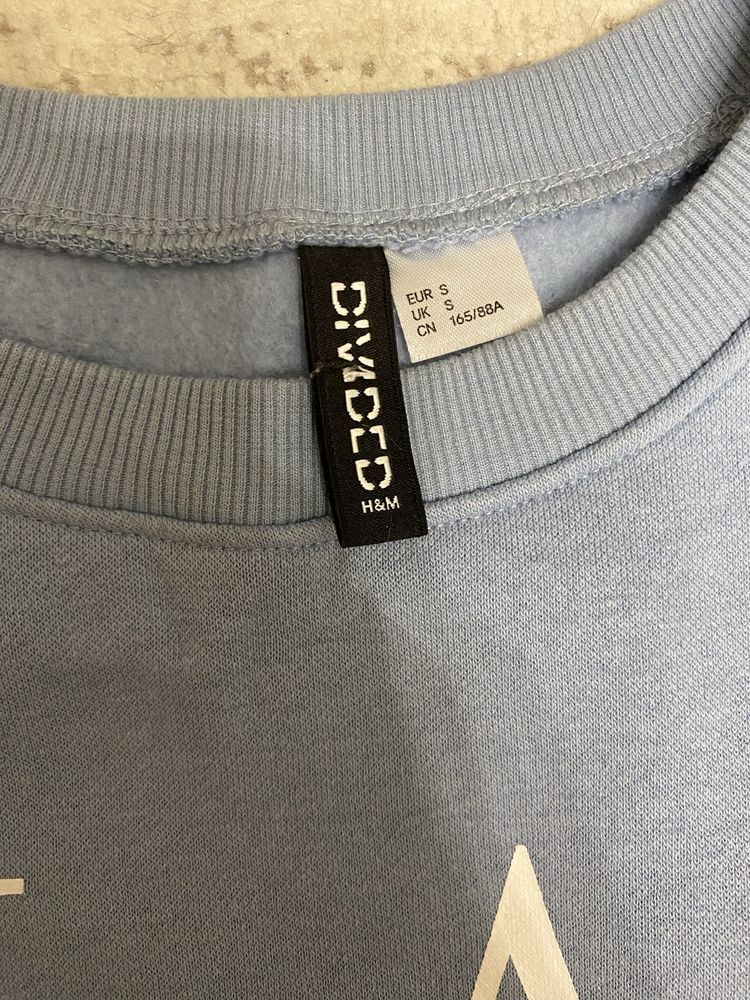 DIVIDED
H&M
EUR S
UK S
CN 165/88A
A